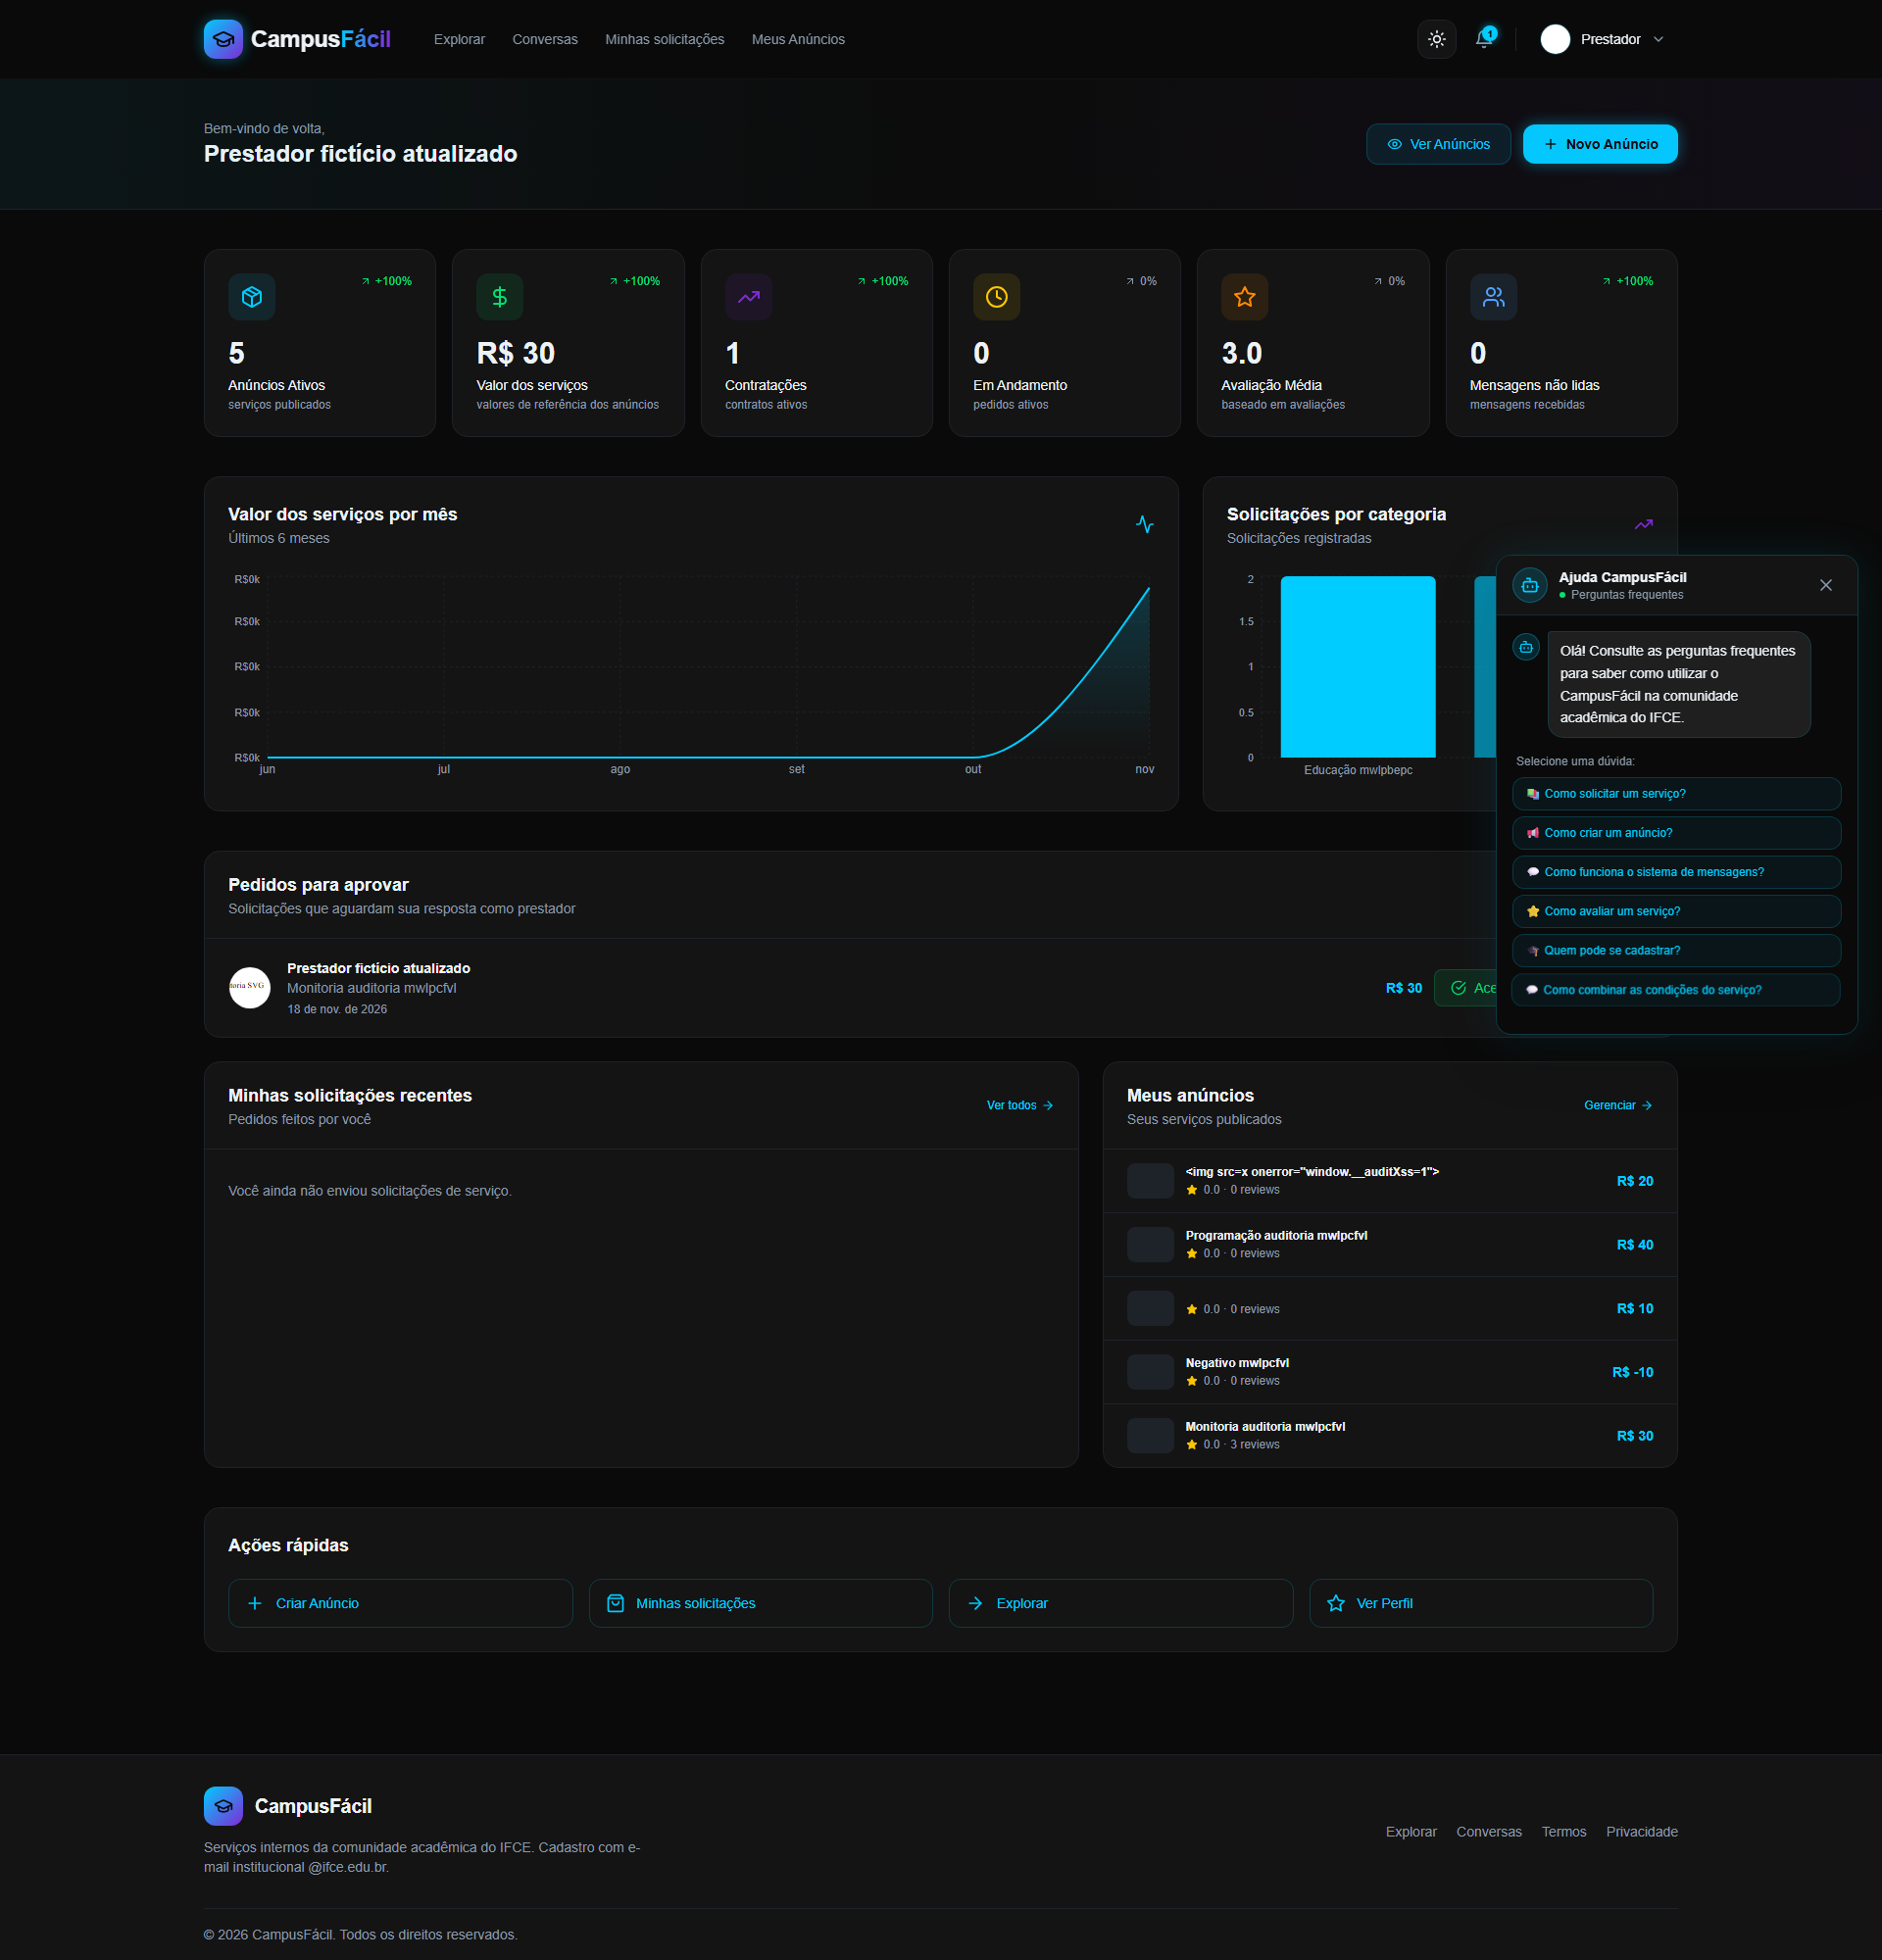 CampusFácil
Explorar
Conversas
Minhas solicitações
Meus Anúncios
1
Prestador
Bem-vindo de volta,
Prestador fictício atualizado
Ver Anúncios
Novo Anúncio
+100%
5
Anúncios Ativos
serviços publicados
+100%
R$ 30
Valor dos serviços
valores de referência dos anúncios
+100%
1
Contratações
contratos ativos
0%
0
Em Andamento
pedidos ativos
0%
3.0
Avaliação Média
baseado em avaliações
+100%
0
Mensagens não lidas
mensagens recebidas
Valor dos serviços por mês
Últimos 6 meses
R$0k
R$0k
R$0k
R$0k
R$0k
jun
jul
ago
set
out
nov
Solicitações por categoria
Solicitações registradas
2
1.5
1
0.5
0
Educação mwlpbepc
Ajuda CampusFácil
Perguntas frequentes
Olá! Consulte as perguntas frequentes
para saber como utilizar o
CampusFácil na comunidade
acadêmica do IFCE.
Selecione uma dúvida:
Como solicitar um serviço?
Como criar um anúncio?
Como funciona o sistema de mensagens?
Como avaliar um serviço?
Quem pode se cadastrar?
Como combinar as condições do serviço?
Pedidos para aprovar
Solicitações que aguardam sua resposta como prestador
toria SVG
Prestador fictício atualizado
Monitoria auditoria mwlpcfvl
18 de nov. de 2026
R$ 30
Ace
Minhas solicitações recentes
Pedidos feitos por você
Ver todos
Você ainda não enviou solicitações de serviço.
Meus anúncios
Seus serviços publicados
Gerenciar
<img src=x onerror="window.__auditXss=1">
0.0 · 0 reviews
R$ 20
Programação auditoria mwlpcfvl
0.0 · 0 reviews
R$ 40
0.0 · 0 reviews
R$ 10
Negativo mwlpcfvl
0.0 · 0 reviews
R$ -10
Monitoria auditoria mwlpcfvl
0.0 · 3 reviews
R$ 30
Ações rápidas
Criar Anúncio
Minhas solicitações
Explorar
Ver Perfil
CampusFácil
Serviços internos da comunidade acadêmica do IFCE. Cadastro com e-
mail institucional @ifce.edu.br.
Explorar
Conversas
Termos
Privacidade
© 2026 CampusFácil. Todos os direitos reservados.